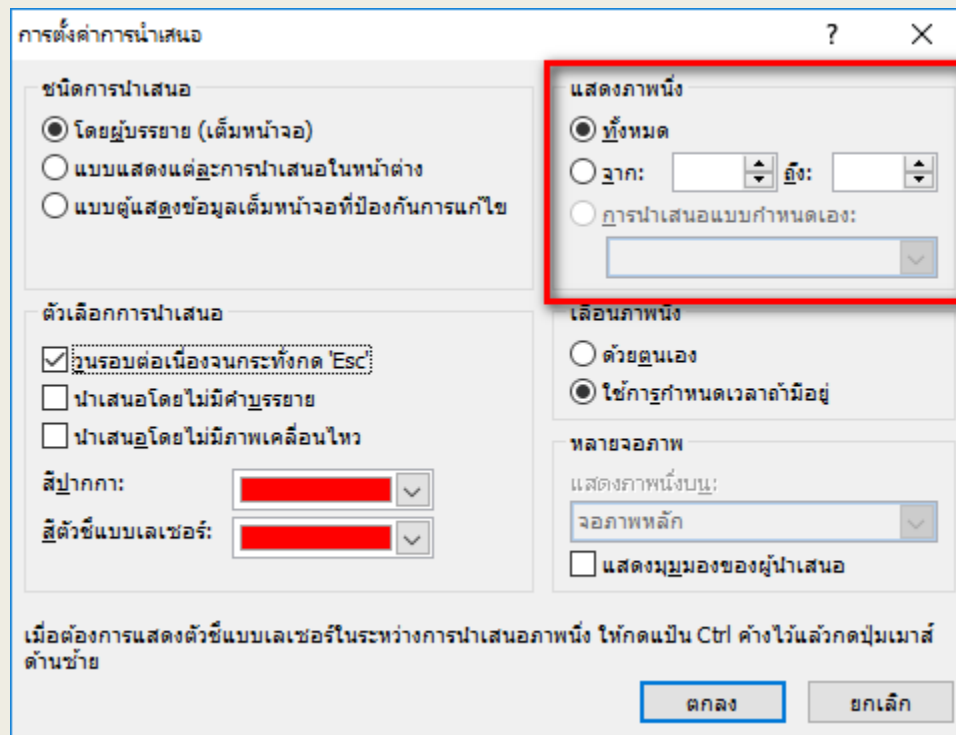 การตั้งค่าการนำเสนอ
ชนิดการนำเสนอ
โดยผู้บรรยาย (เต็มหน้าจอ)
แบบแสดงแต่ละการนำเสนอในหน้าต่าง
แบบตู้แสดงข้อมูลเต็มหน้าจอที่ป้องกันการแก้ไข
แสดงภาพนิ่ง
ทั้งหมด
จาก: ถึง:
การนำเสนอแบบกำหนดเอง:
ตัวเลือกการนำเสนอ
วนรอบต่อเนื่องจนกระทั่งกด 'Esc'
นำเสนอโดยไม่มีคำบรรยาย
นำเสนอโดยไม่มีภาพเคลื่อนไหว
สีปากกา:
สีตัวชี้แบบเลเซอร์:
เลื่อนภาพนิ่ง
ด้วยตนเอง
ใช้การกำหนดเวลาถ้ามีอยู่
หลายจอภาพ
แสดงภาพนิ่งบน:
จอภาพหลัก
แสดงมุมมองของผู้นำเสนอ
เมื่อต้องการแสดงตัวชี้แบบเลเซอร์ในระหว่างการนำเสนอภาพนิ่ง ให้กดแป้น Ctrl ค้างไว้แล้วกดปุ่มเมาส์
ด้านซ้าย
ตกลง
ยกเลิก